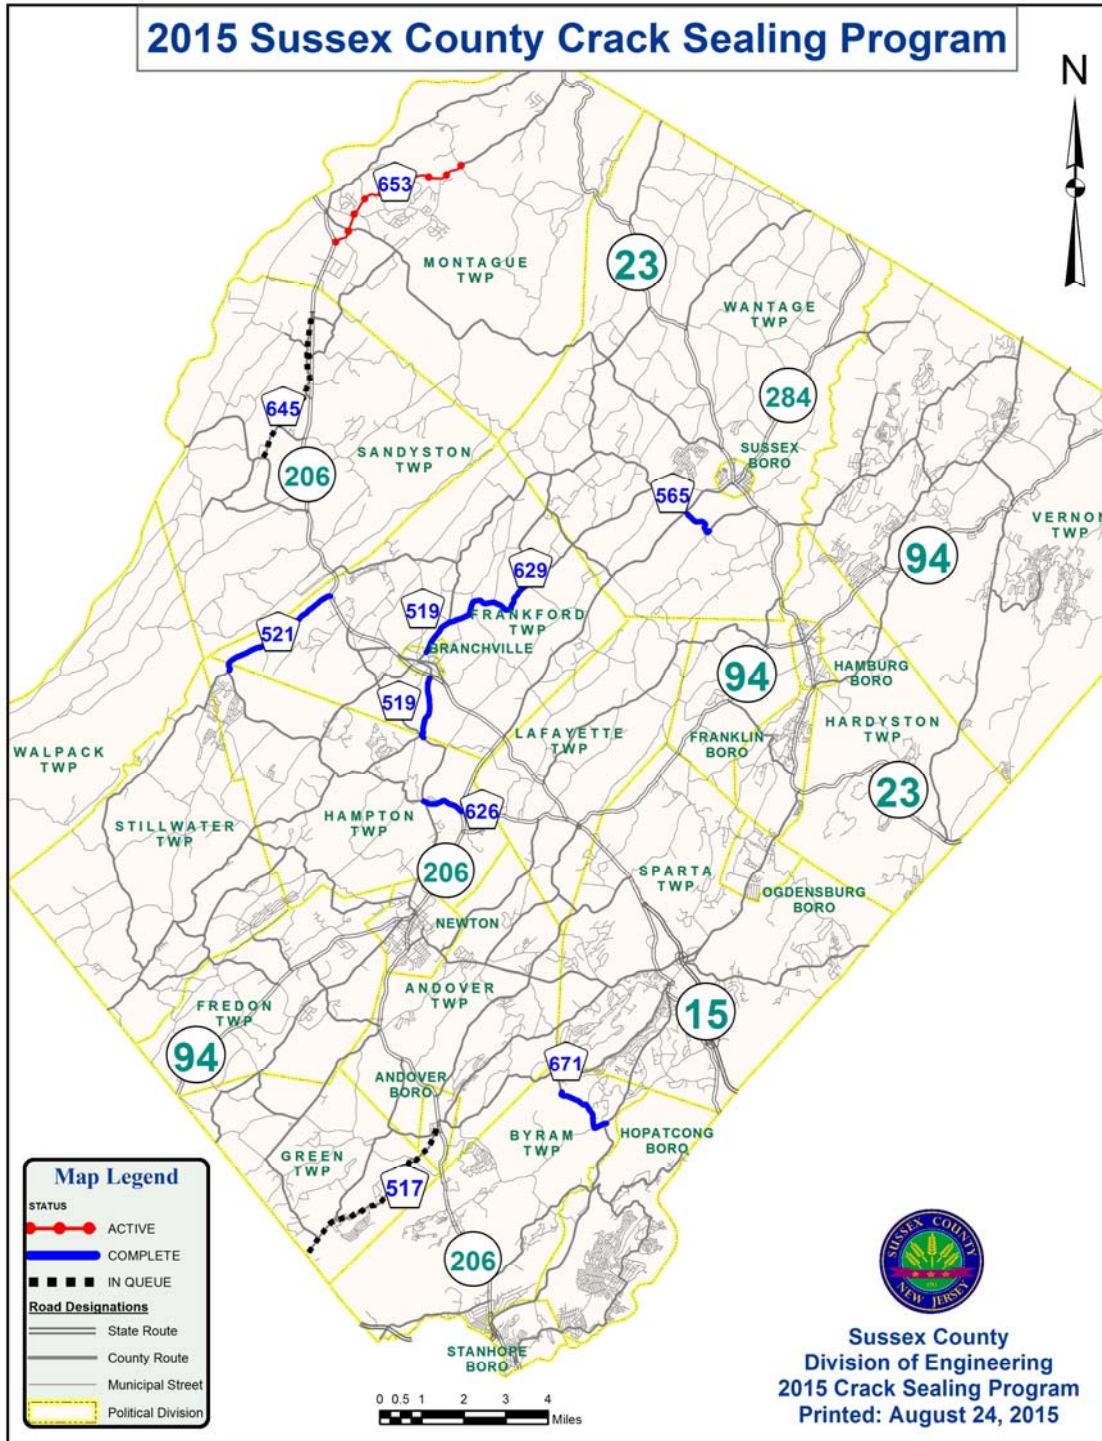 2015 Sussex County Crack Sealing Program
N
653
MONTAGUE
TWP
23
WANTAGE
TWP
284
645
SANDYSTON
TWP
206
SUSSEX
BORO
565
VERNON
TWP
94
629
519
FRANKFORD
TWP
521
BRANCHVILLE
94
HAMBURG
BORO
519
LAFAYETTE
TWP
FRANKLIN
BORO
HARDYSTON
TWP
WALPACK
TWP
23
STILLWATER
TWP
HAMPTON
TWP
626
206
SPARTA
TWP
OGDENSBURG
BORO
NEWTON
ANDOVER
TWP
FREDON
TWP
15
94
671
ANDOVER
BORO
BYRAM
TWP
HOPATCONG
BORO
GREEN
TWP
517
206
STANHOPE
BORO
Map Legend
STATUS
ACTIVE
COMPLETE
IN QUEUE
Road Designations
State Route
County Route
Municipal Street
Political Division
0 0.5 1 2 3 4
Miles
SUSSEX COUNTY
NEW JERSEY
Sussex County
Division of Engineering
2015 Crack Sealing Program
Printed: August 24, 2015